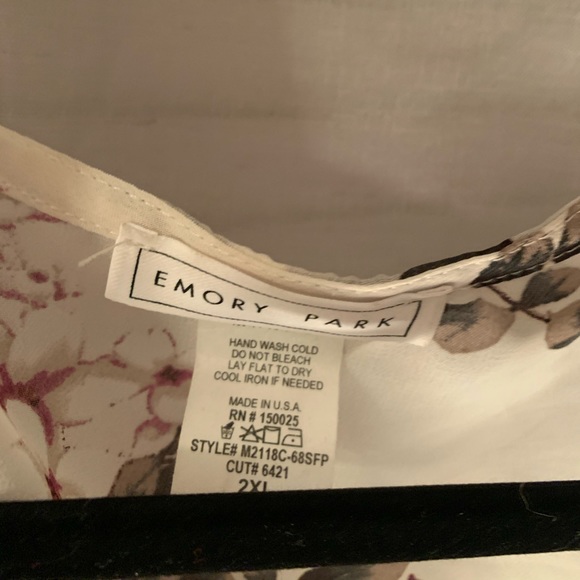 EMORY PARK
HAND WASH COLD
DO NOT BLEACH
LAY FLAT TO DRY
COOL IRON IF NEEDED
MADE IN U.S.A.
RN # 150025
STYLE# M2118C-68SFP
CUT# 6421
2XL